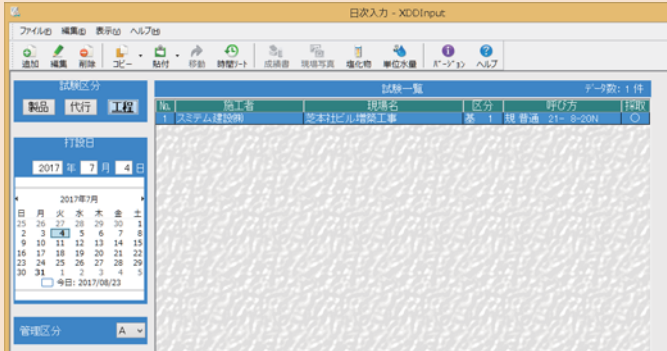 日次入力 - XDDInput
ファイル(F) 編集(E) 表示(V) ヘルプ(H)
追加 編集 削除 コピー 貼付 移動 時間ｼｰﾄ 成績書 現場写真 塩化物 単位水量 ﾊﾞｰｼﾞｮﾝ ヘルプ
試験区分
製品 代行 工程
打設日
2017 年 7 月 4 日
2017年7月
日 月 火 水 木 金 土
25 26 27 28 29 30 1
2 3 4 5 6 7 8
9 10 11 12 13 14 15
16 17 18 19 20 21 22
23 24 25 26 27 28 29
30 31 1 2 3 4 5
今日: 2017/08/23
管理区分 A
試験一覧 データ数: 1 件
No. 施工者 現場名 区分 呼び方 採取
1 スミテム建設㈱ 芝本社ビル増築工事 基 1 規 普通 21- 8-20N ○